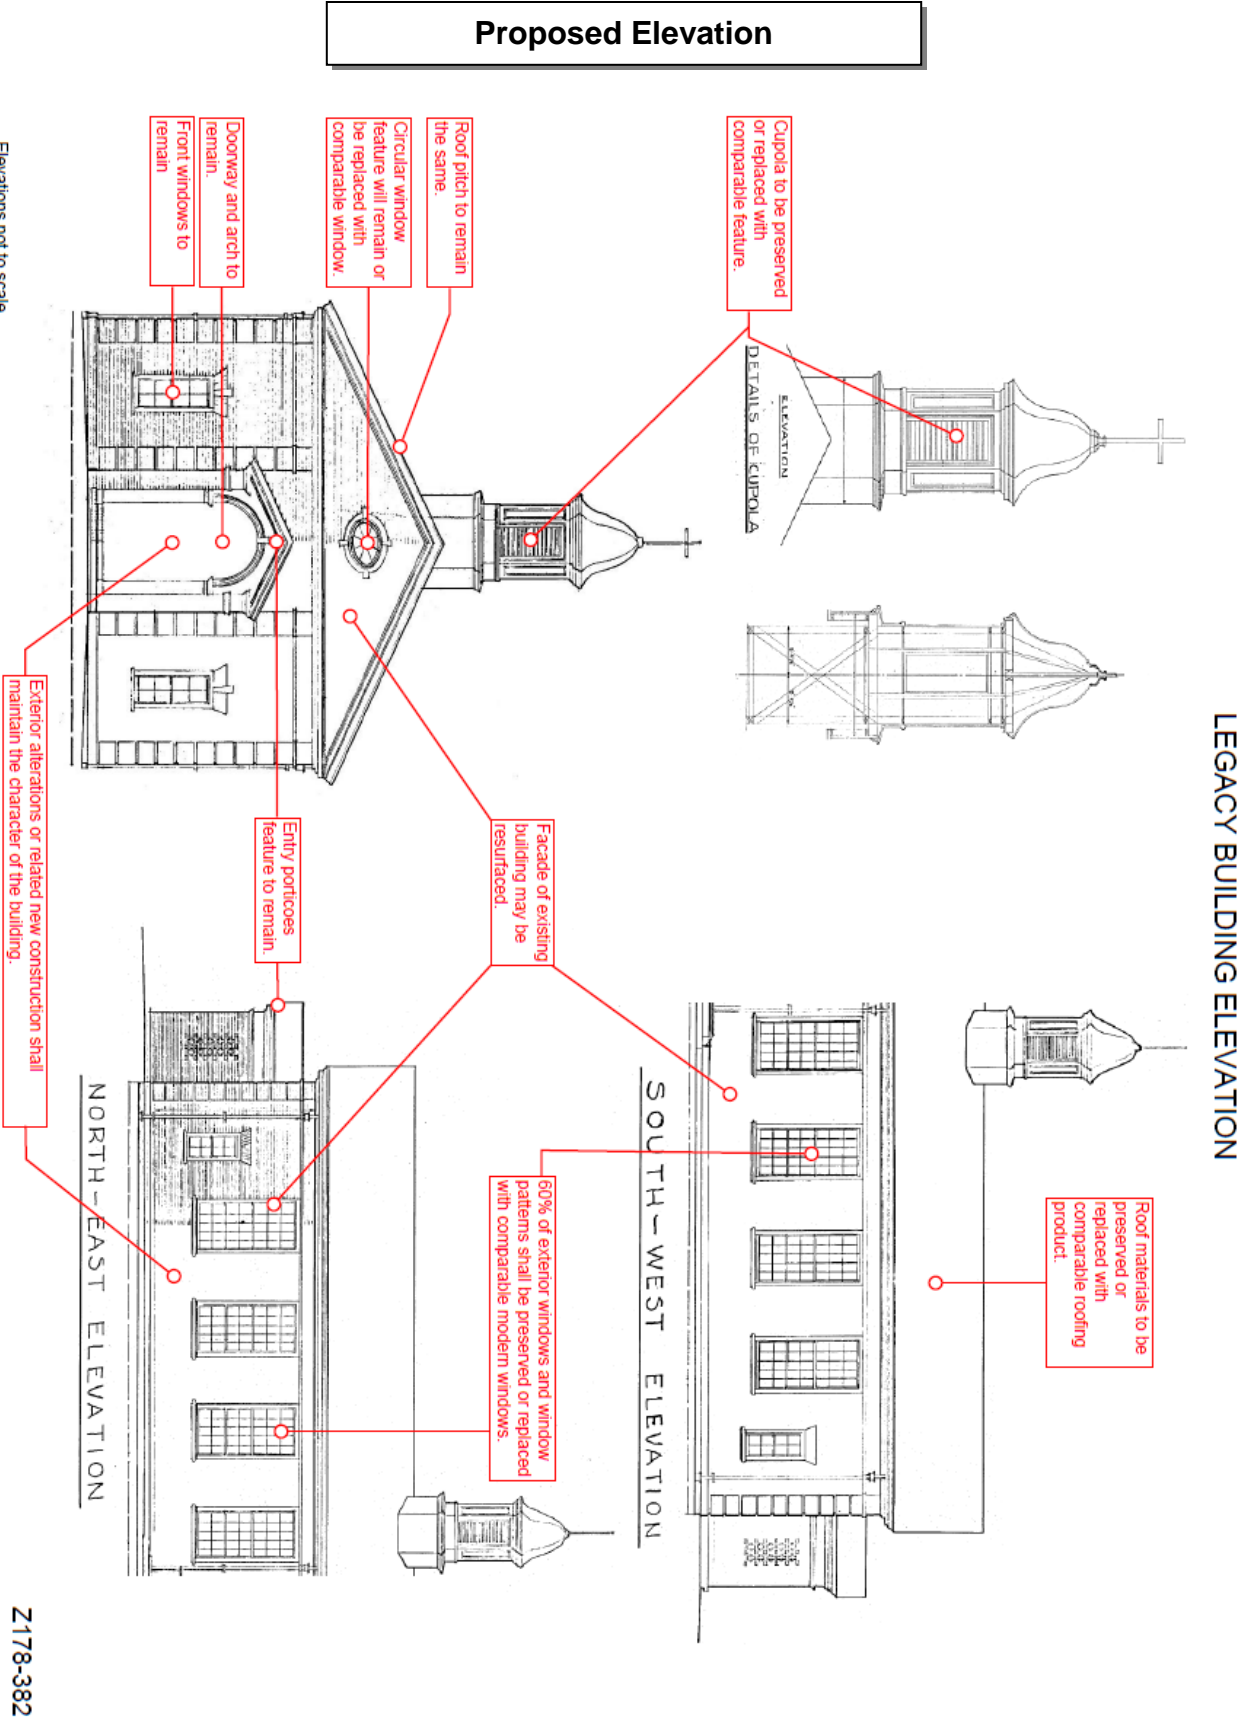 Proposed Elevation
LEGACY BUILDING ELEVATION
Cupola to be preserved
or replaced with
comparable feature.
Roof pitch to remain
the same.
Circular window
feature will remain or
be replaced with
comparable window.
Doorway and arch to
remain.
Front windows to
remain
ELEVATION
DETAILS OF CUPOLA
Roof materials to be
preserved or
replaced with
comparable roofing
product.
Facade of existing
building may be
resurfaced.
Entry porticoes
feature to remain.
Exterior alterations or related new construction shall
maintain the character of the building.
60% of exterior windows and window
patterns shall be preserved or replaced
with comparable modern windows.
SOUTH-WEST ELEVATION
NORTH-EAST ELEVATION
Elevations not to scale
Z178-382